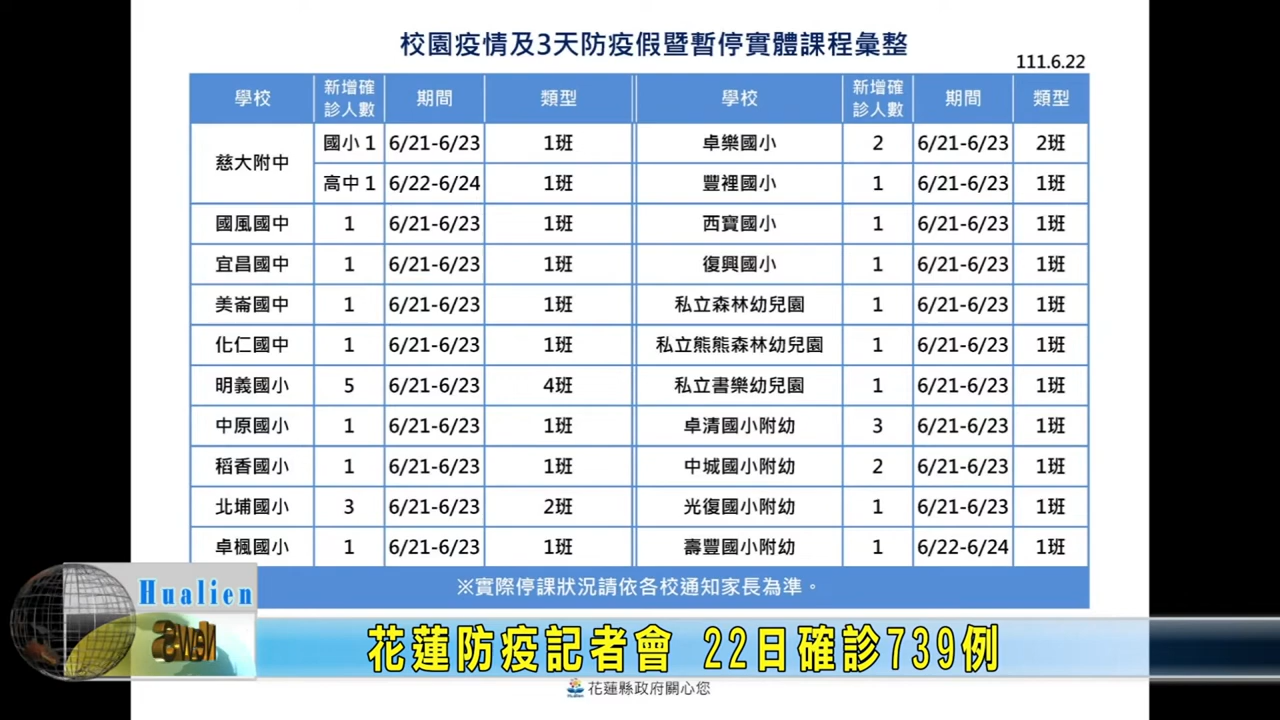 校園疫情及3天防疫假暨暫停實體課程彙整
111.6.22
學校 新增確診人數 期間 類型 學校 新增確診人數 期間 類型
慈大附中 國小 1 6/21-6/23 1班 卓樂國小 2 6/21-6/23 2班
高中 1 6/22-6/24 1班 豐裡國小 1 6/21-6/23 1班
國風國中 1 6/21-6/23 1班 西寶國小 1 6/21-6/23 1班
宜昌國中 1 6/21-6/23 1班 復興國小 1 6/21-6/23 1班
美崙國中 1 6/21-6/23 1班 私立森林幼兒園 1 6/21-6/23 1班
化仁國中 1 6/21-6/23 1班 私立熊熊森林幼兒園 1 6/21-6/23 1班
明義國小 5 6/21-6/23 4班 私立書樂幼兒園 1 6/21-6/23 1班
中原國小 1 6/21-6/23 1班 卓清國小附幼 3 6/21-6/23 1班
稻香國小 1 6/21-6/23 1班 中城國小附幼 2 6/21-6/23 1班
北埔國小 3 6/21-6/23 2班 光復國小附幼 1 6/21-6/23 1班
卓楓國小 1 6/21-6/23 1班 壽豐國小附幼 1 6/22-6/24 1班
※實際停課狀況請依各校通知家長為準。
Hualien
News
花蓮防疫記者會 22日確診739例
花蓮縣政府關心您